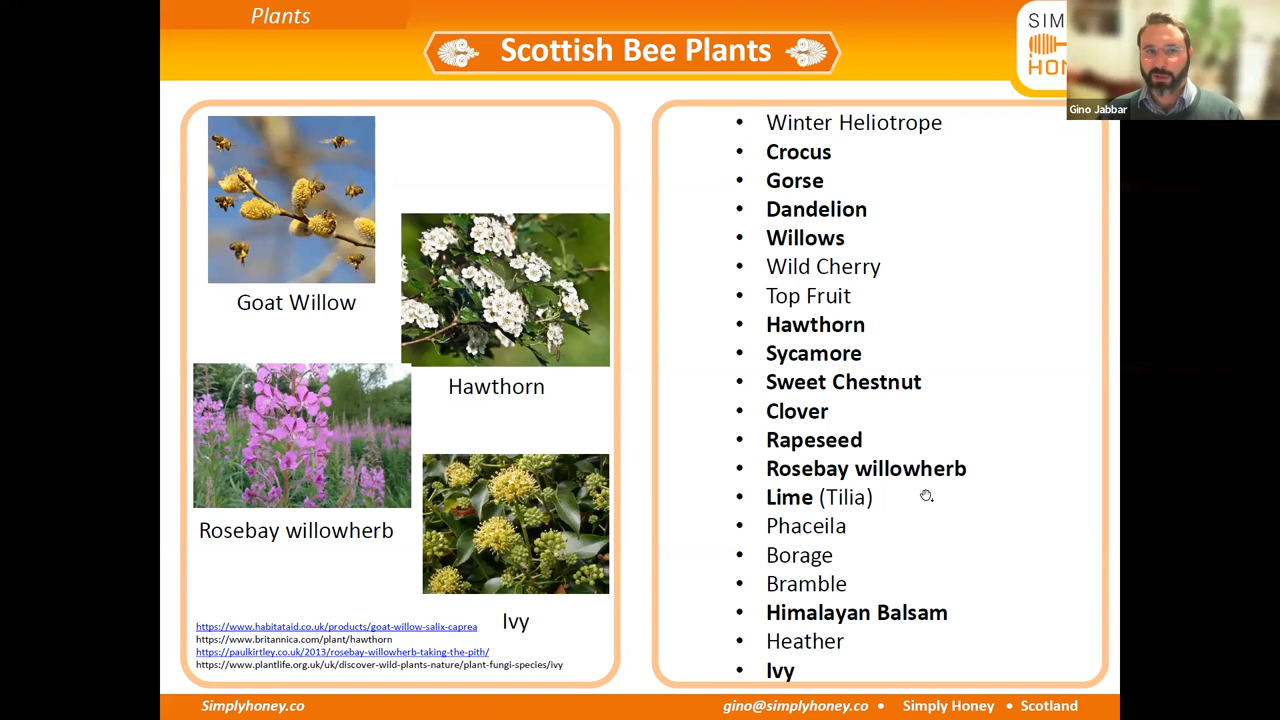 Plants
Scottish Bee Plants
SIM
HON
Gino Jabbar
Goat Willow
Hawthorn
Rosebay willowherb
Ivy
https://www.habitataid.co.uk/products/goat-willow-salix-caprea
https://www.britannica.com/plant/hawthorn
https://paulkirtley.co.uk/2013/rosebay-willowherb-taking-the-pith/
https://www.plantlife.org.uk/uk/discover-wild-plants-nature/plant-fungi-species/ivy
• Winter Heliotrope
• Crocus
• Gorse
• Dandelion
• Willows
• Wild Cherry
• Top Fruit
• Hawthorn
• Sycamore
• Sweet Chestnut
• Clover
• Rapeseed
• Rosebay willowherb
• Lime (Tilia)
• Phaceila
• Borage
• Bramble
• Himalayan Balsam
• Heather
• Ivy
Simplyhoney.co
gino@simplyhoney.co • Simply Honey • Scotland